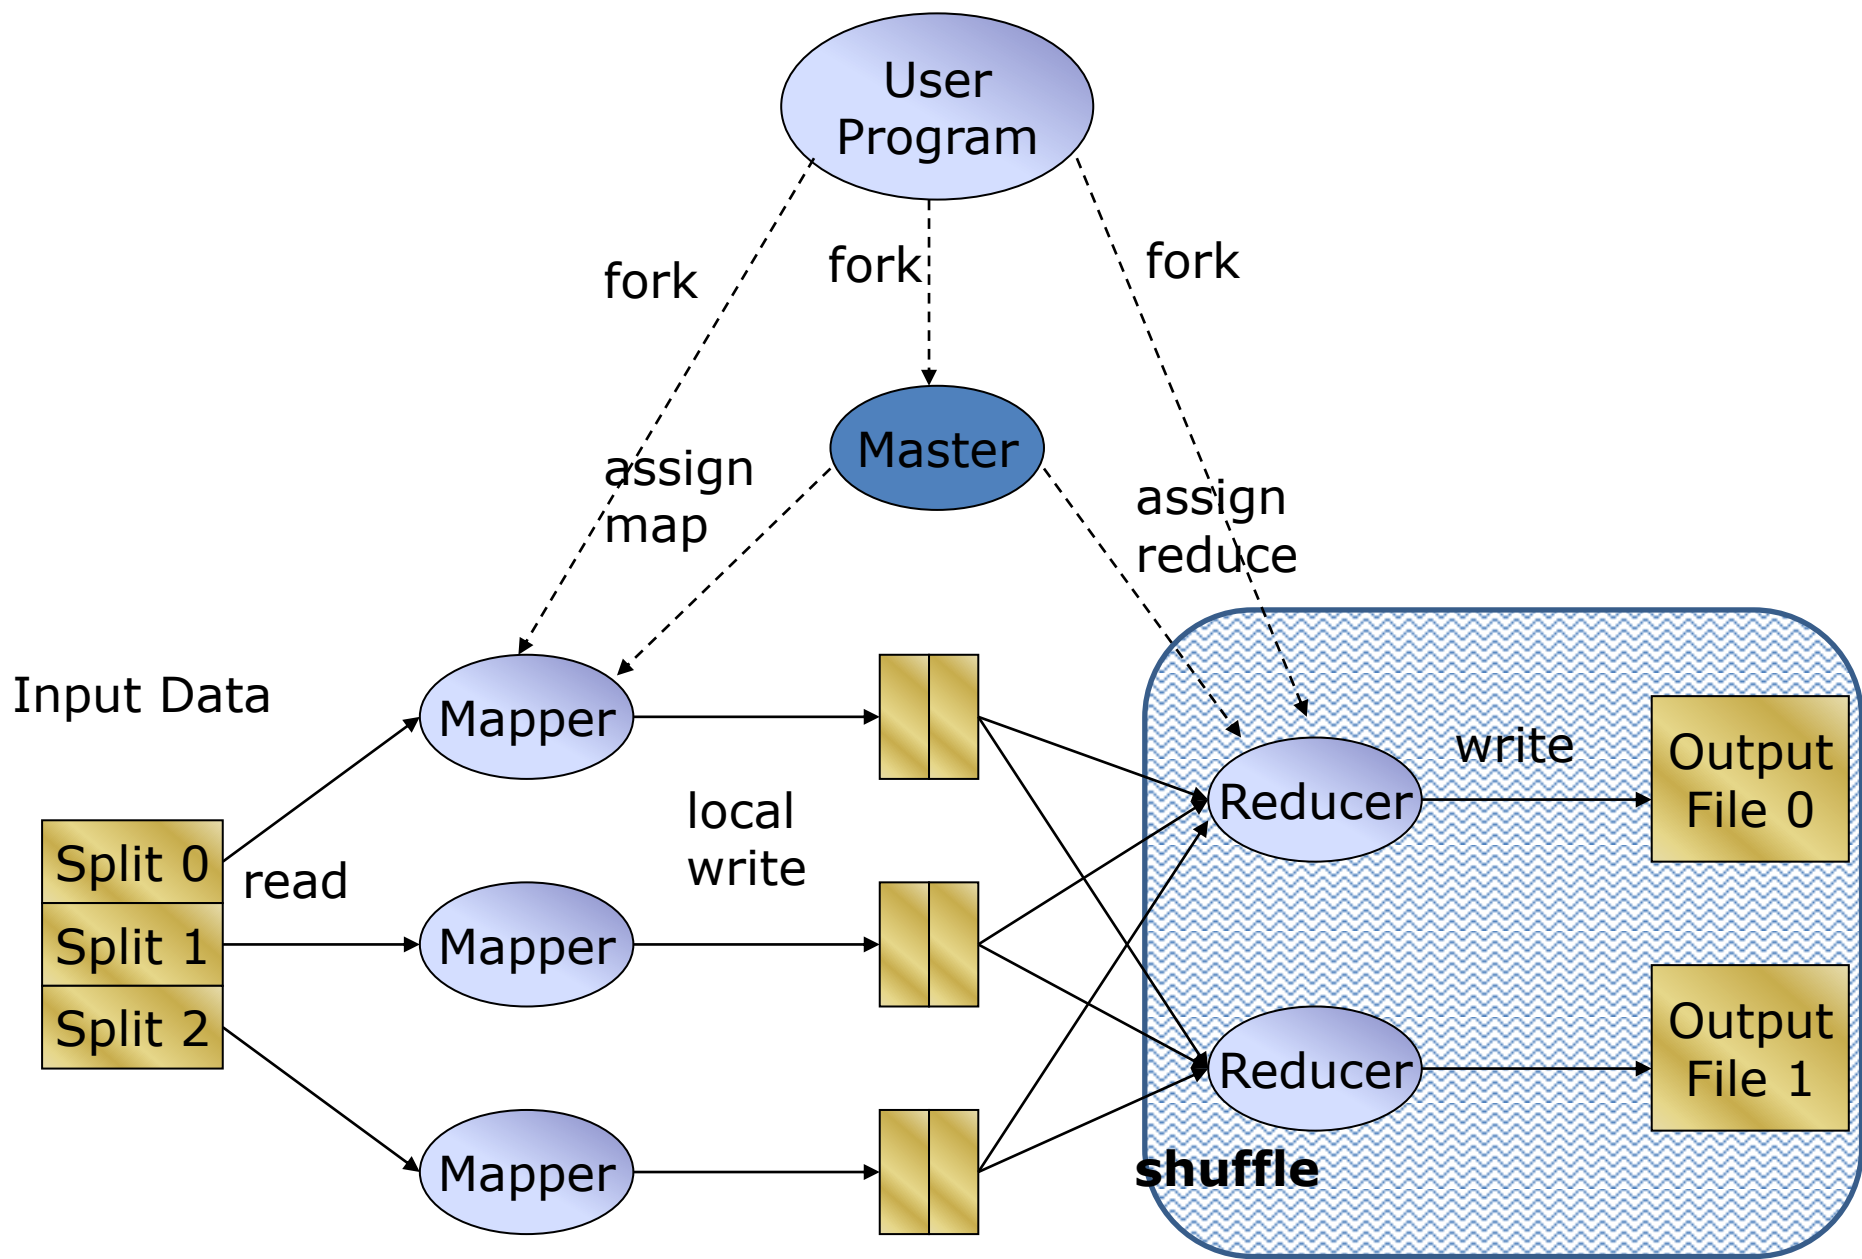 User
Program
fork
fork
fork
Master
assign
map
assign
reduce
Input Data
Mapper
write
Output
File 0
Reducer
local
write
Split 0
read
Split 1
Mapper
Split 2
Output
File 1
Reducer
Mapper
shuffle